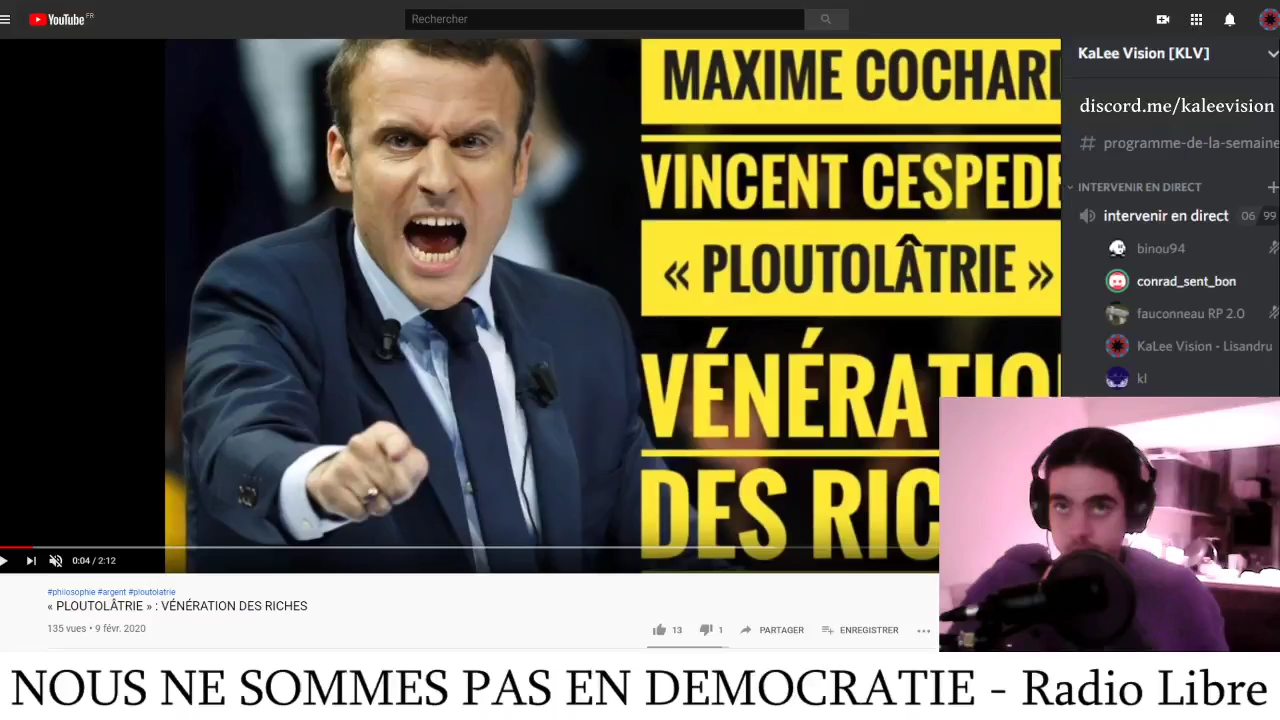 YouTube FR
Rechercher
MAXIME COCHAR
VINCENT CESPEDE
« PLOUTOLÂTRIE »
VÉNÉRATIO
DES RIC
0:04 / 2:12
#philosophie #argent #ploutolatrie
« PLOUTOLÂTRIE » : VÉNÉRATION DES RICHES
135 vues • 9 févr. 2020
13
1
PARTAGER
ENREGISTRER
KaLee Vision [KLV]
discord.me/kaleevision
# programme-de-la-semaine
INTERVENIR EN DIRECT
intervenir en direct 06 99
binou94
conrad_sent_bon
fauconneau RP 2.0
KaLee Vision - Lisandru
kl
NOUS NE SOMMES PAS EN DEMOCRATIE - Radio Libre